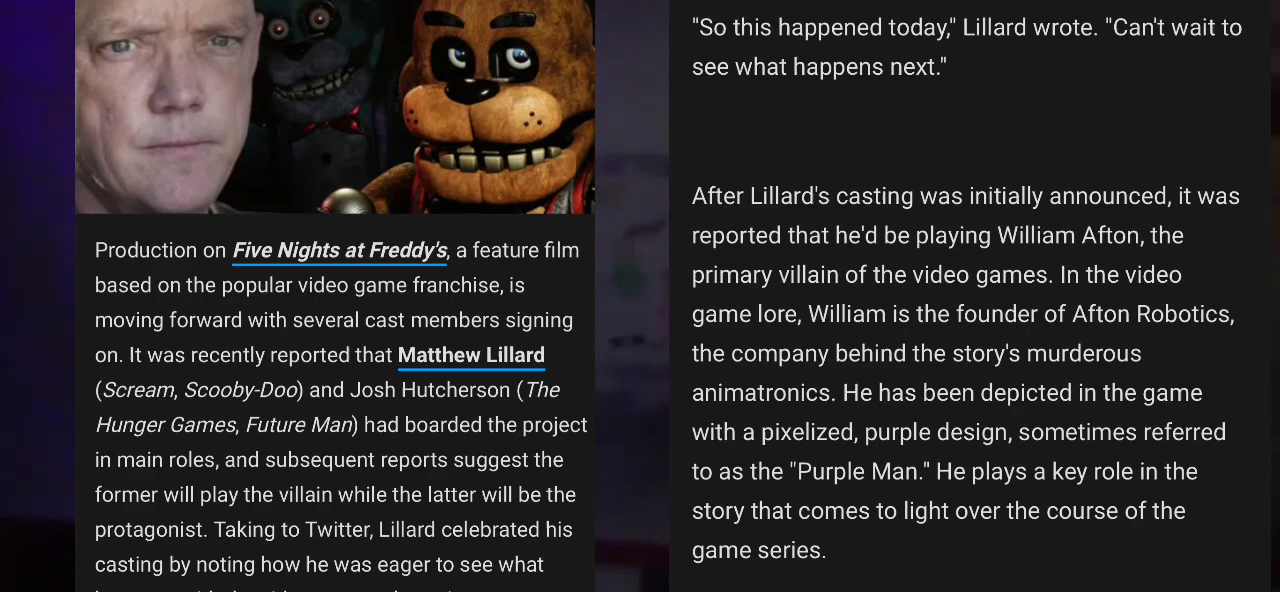 Production on Five Nights at Freddy's, a feature film
based on the popular video game franchise, is
moving forward with several cast members signing
on. It was recently reported that Matthew Lillard
(Scream, Scooby-Doo) and Josh Hutcherson (The
Hunger Games, Future Man) had boarded the project
in main roles, and subsequent reports suggest the
former will play the villain while the latter will be the
protagonist. Taking to Twitter, Lillard celebrated his
casting by noting how he was eager to see what
"So this happened today," Lillard wrote. "Can't wait to
see what happens next."
After Lillard's casting was initially announced, it was
reported that he'd be playing William Afton, the
primary villain of the video games. In the video
game lore, William is the founder of Afton Robotics,
the company behind the story's murderous
animatronics. He has been depicted in the game
with a pixelized, purple design, sometimes referred
to as the "Purple Man." He plays a key role in the
story that comes to light over the course of the
game series.